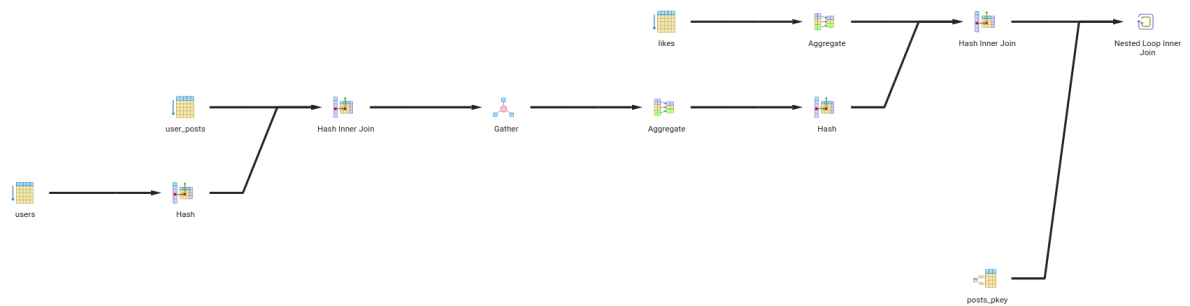 likes
Aggregate
Hash Inner Join
Nested Loop Inner
Join
user_posts
Hash Inner Join
Gather
Aggregate
Hash
users
Hash
posts_pkey